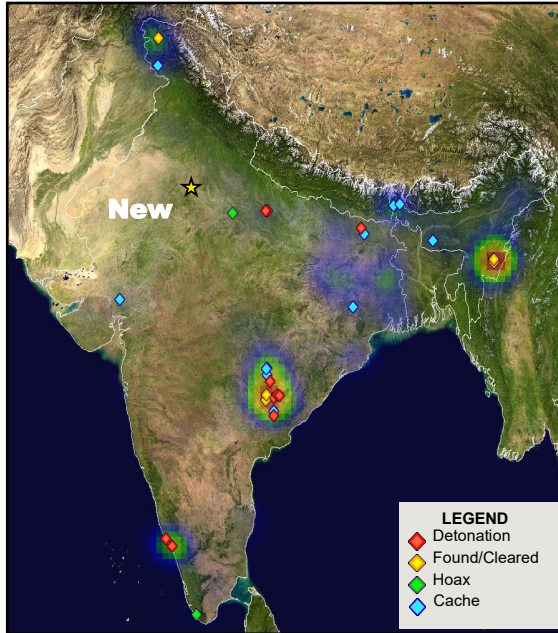 New
LEGEND
Detonation
Found/Cleared
Hoax
Cache